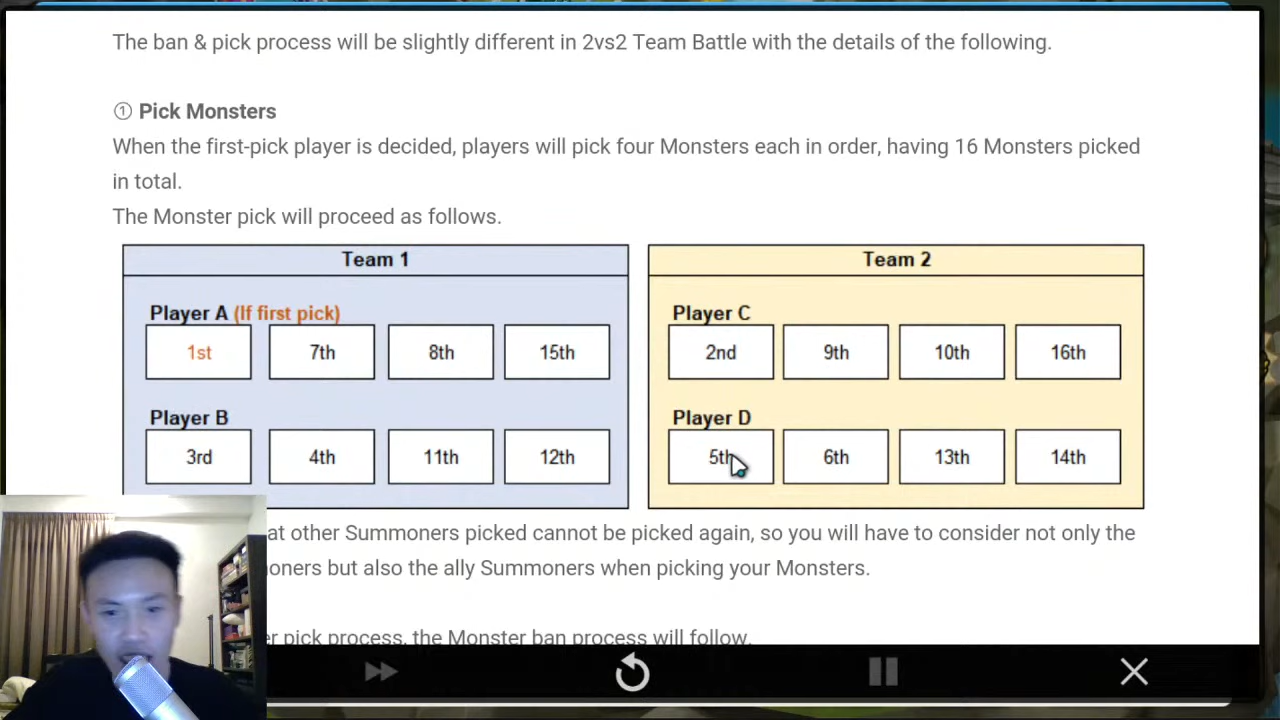 The ban & pick process will be slightly different in 2vs2 Team Battle with the details of the following.
① Pick Monsters
When the first-pick player is decided, players will pick four Monsters each in order, having 16 Monsters picked
in total.
The Monster pick will proceed as follows.
Team 1
Player A (If first pick)
1st 7th 8th 15th
Player B
3rd 4th 11th 12th
Team 2
Player C
2nd 9th 10th 16th
Player D
5th 6th 13th 14th
at other Summoners picked cannot be picked again, so you will have to consider not only the
but also the ally Summoners when picking your Monsters.
pick process, the Monster ban process will follow.